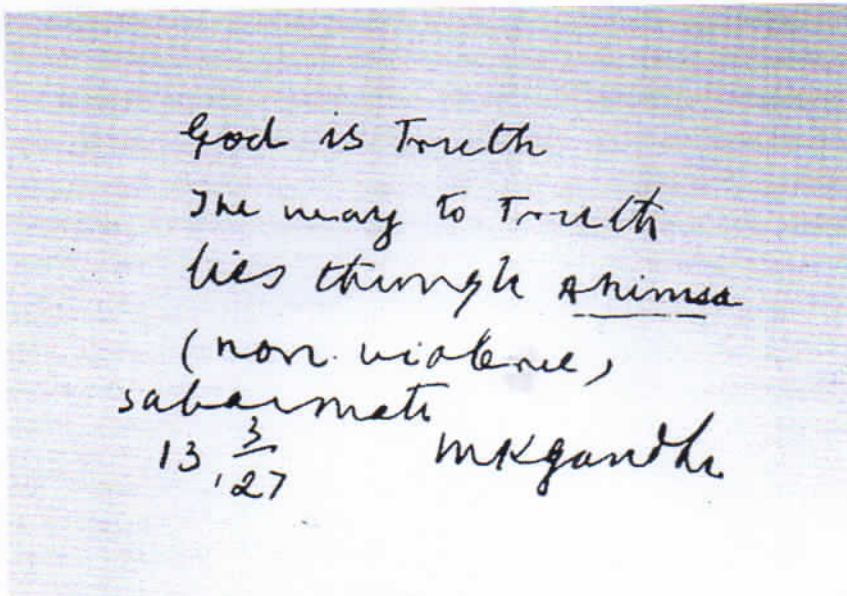 God is Truth
The way to Truth
lies through Ahimsa
(non-violence)
Sabarmati
13.3.'27 MKGandhi